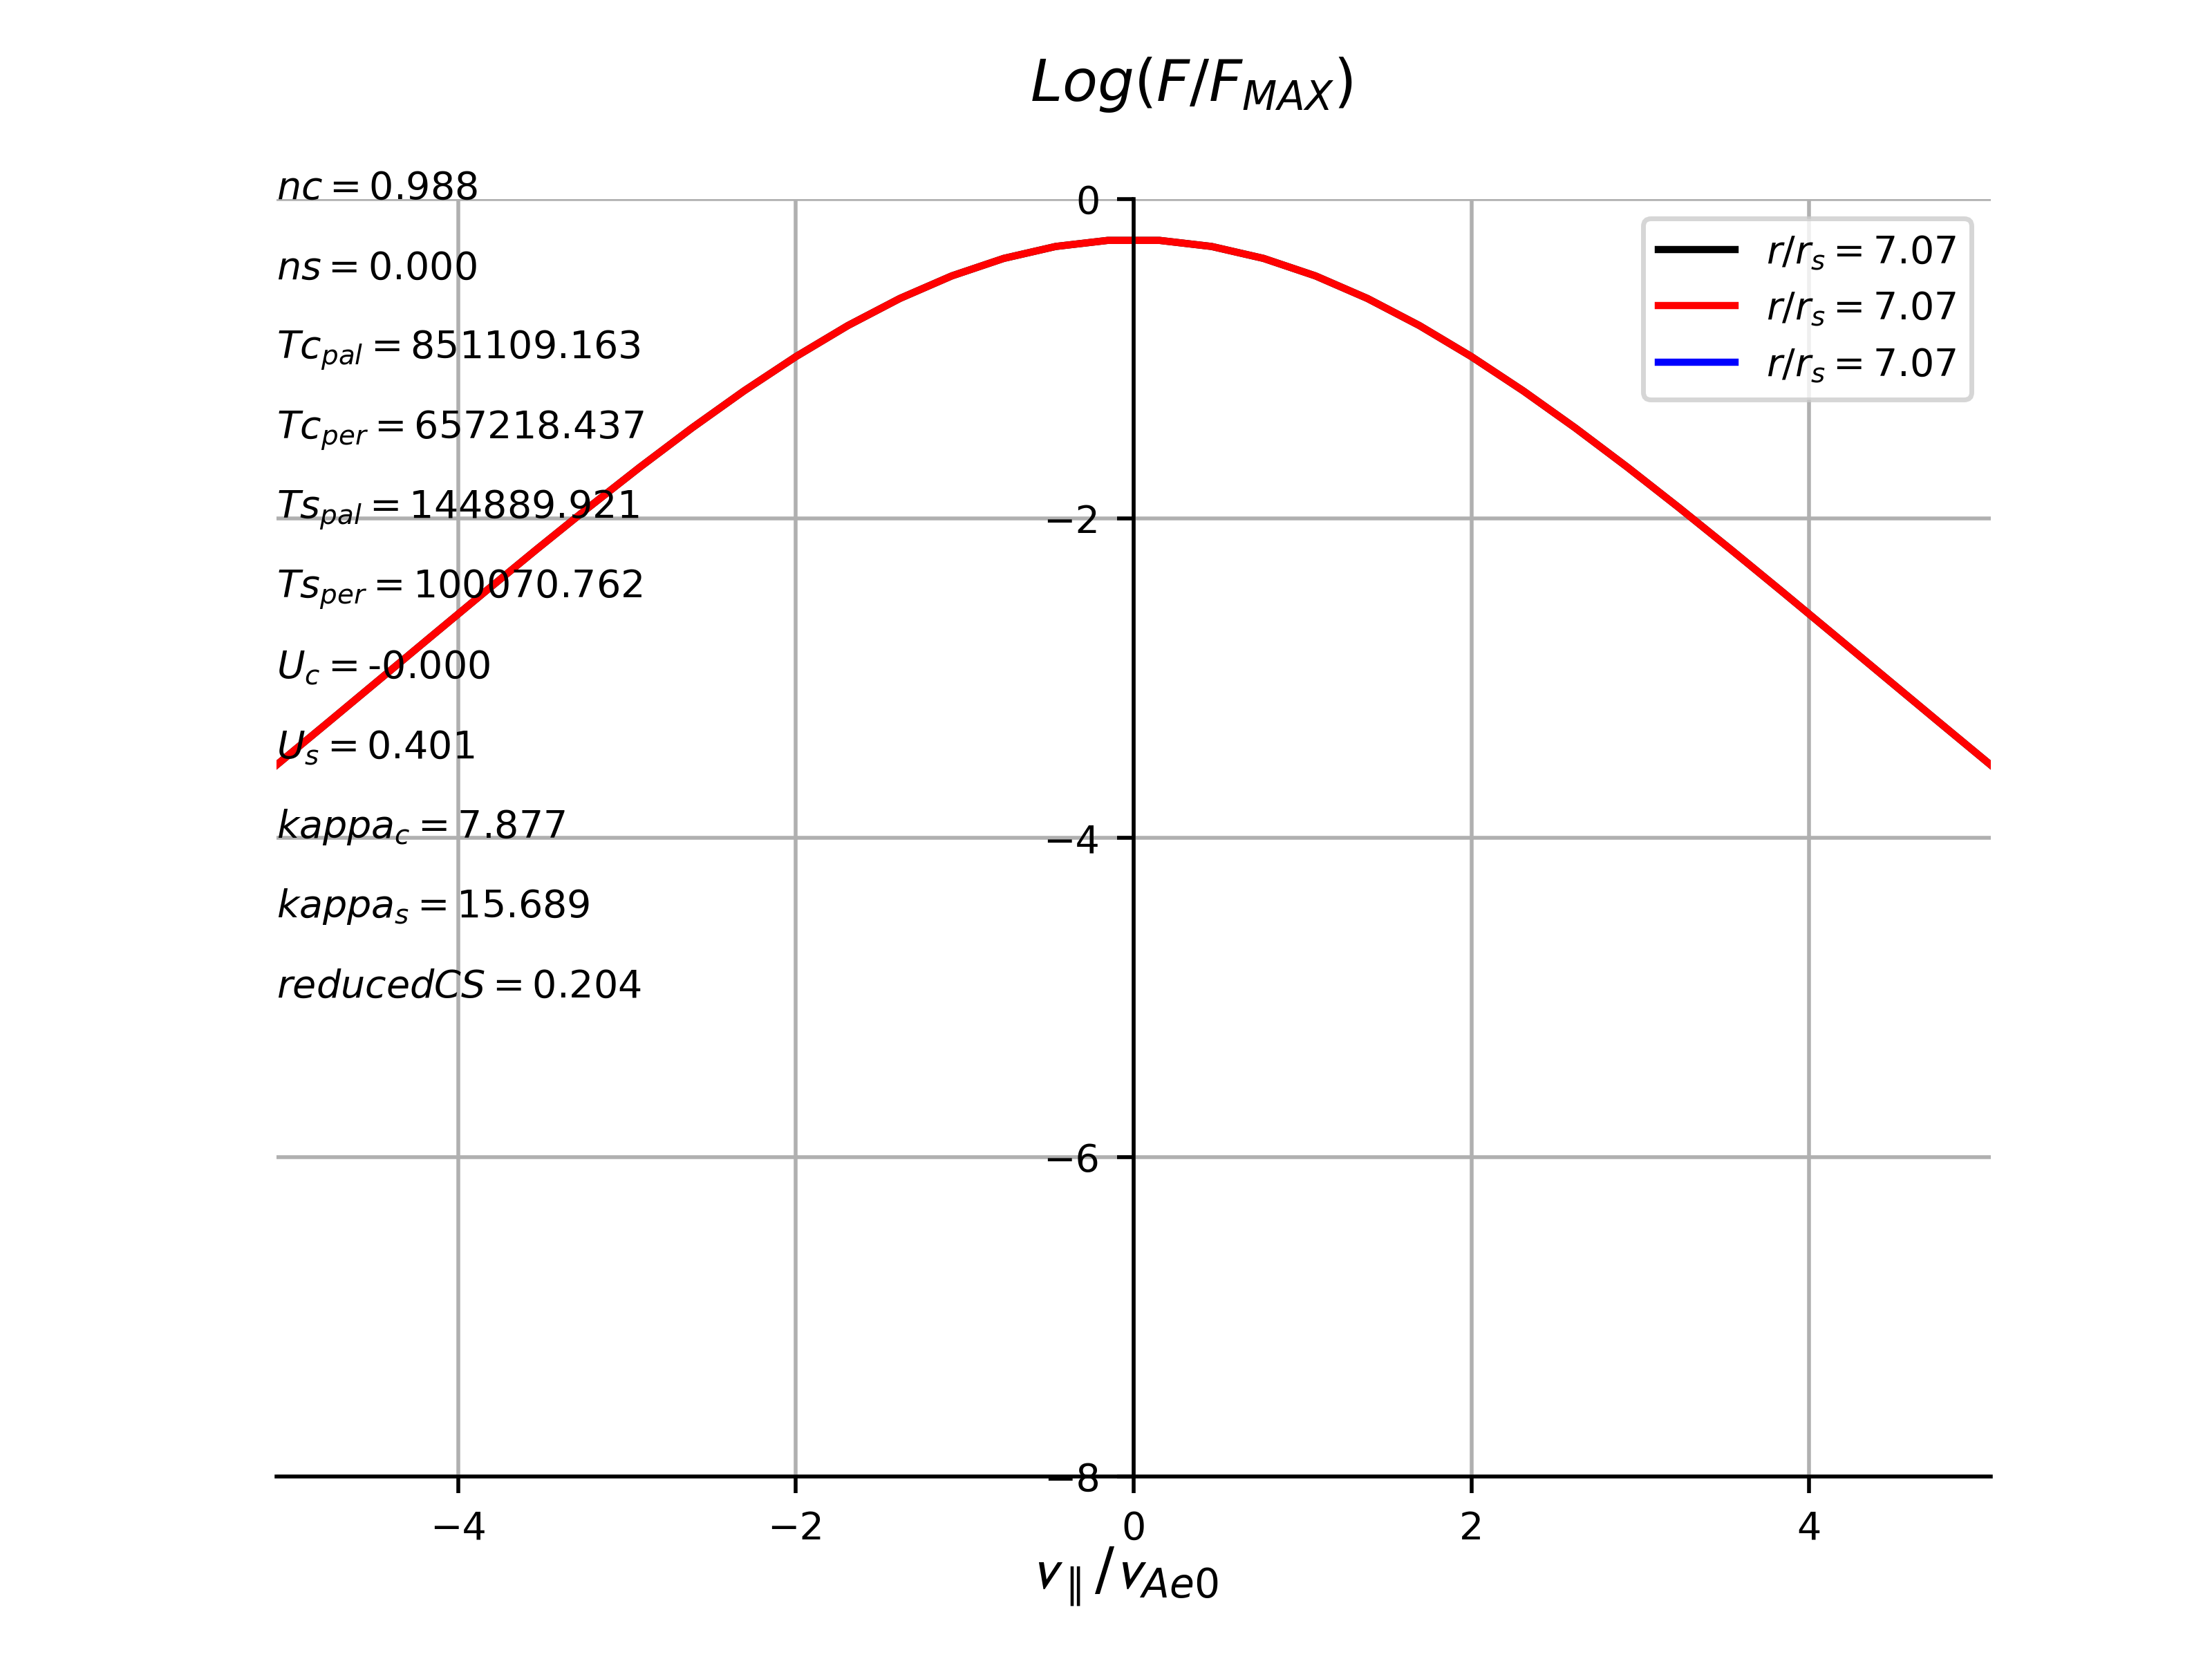 Log(F/F_MAX)
nc = 0.988
ns = 0.000
Tc_pal = 851109.163
Tc_per = 657218.437
Ts_pal = 144889.921
Ts_per = 100070.762
U_c = -0.000
U_s = 0.401
kappa_c = 7.877
kappa_s = 15.689
reducedCS = 0.204
0
−2
−4
−6
−8
r/r_s = 7.07
r/r_s = 7.07
r/r_s = 7.07
−4 −2 0 2 4
v_∥/v_Ae0